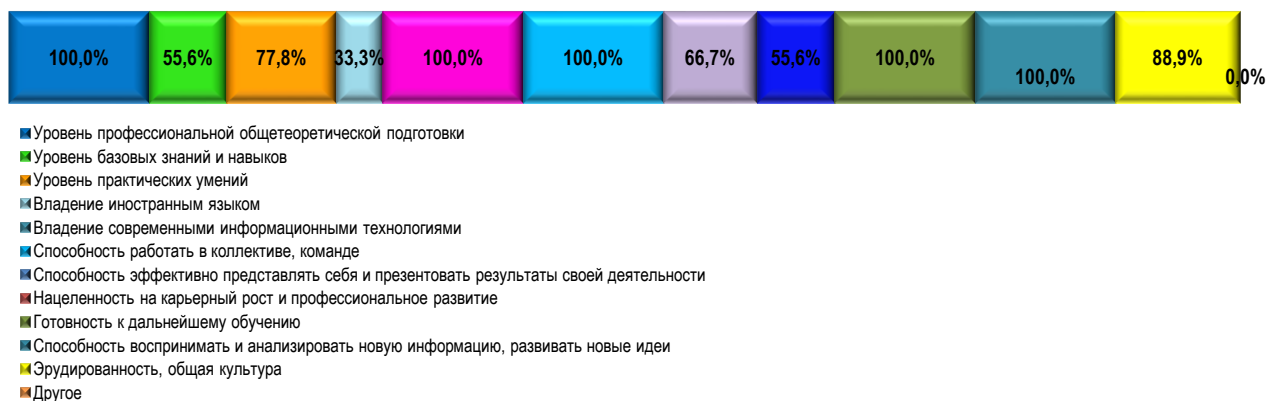 100,0% 55,6% 77,8% 33,3% 100,0% 100,0% 66,7% 55,6% 100,0% 100,0% 88,9% 0,0%
Уровень профессиональной общетеоретической подготовки
Уровень базовых знаний и навыков
Уровень практических умений
Владение иностранным языком
Владение современными информационными технологиями
Способность работать в коллективе, команде
Способность эффективно представлять себя и презентовать результаты своей деятельности
Нацеленность на карьерный рост и профессиональное развитие
Готовность к дальнейшему обучению
Способность воспринимать и анализировать новую информацию, развивать новые идеи
Эрудированность, общая культура
Другое